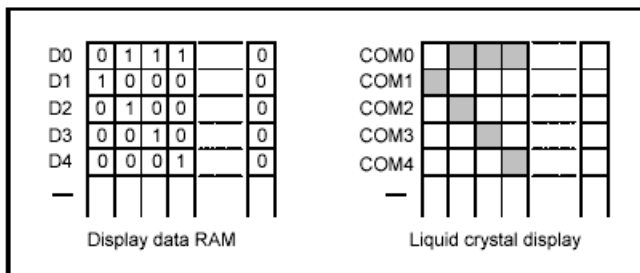 D0 0 1 1 1 0 COM0
D1 1 0 0 0 0 COM1
D2 0 1 0 0 0 COM2
D3 0 0 1 0 0 COM3
D4 0 0 0 1 0 COM4
Display data RAM Liquid crystal display